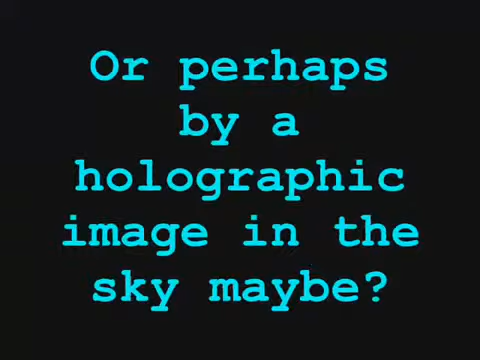 Or perhaps
by a
holographic
image in the
sky maybe?